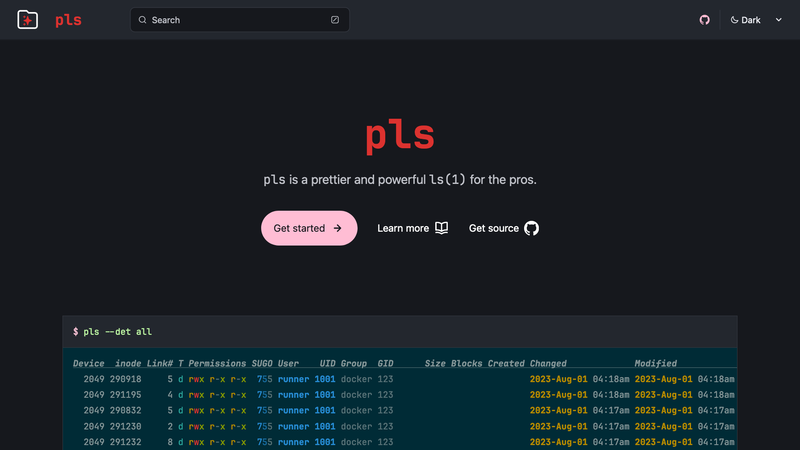 pls
Search
Dark
pls
pls is a prettier and powerful ls(1) for the pros.
Get started
Learn more
Get source
$ pls --det all
Device inode Link# T Permissions SUGO User UID Group GID Size Blocks Created Changed Modified
2049 290918 5 d rwx r-x r-x 755 runner 1001 docker 123 2023-Aug-01 04:18am 2023-Aug-01 04:18am
2049 291195 4 d rwx r-x r-x 755 runner 1001 docker 123 2023-Aug-01 04:18am 2023-Aug-01 04:18am
2049 290832 5 d rwx r-x r-x 755 runner 1001 docker 123 2023-Aug-01 04:17am 2023-Aug-01 04:17am
2049 291230 2 d rwx r-x r-x 755 runner 1001 docker 123 2023-Aug-01 04:17am 2023-Aug-01 04:17am
2049 291232 8 d rwx r-x r-x 755 runner 1001 docker 123 2023-Aug-01 04:17am 2023-Aug-01 04:17am